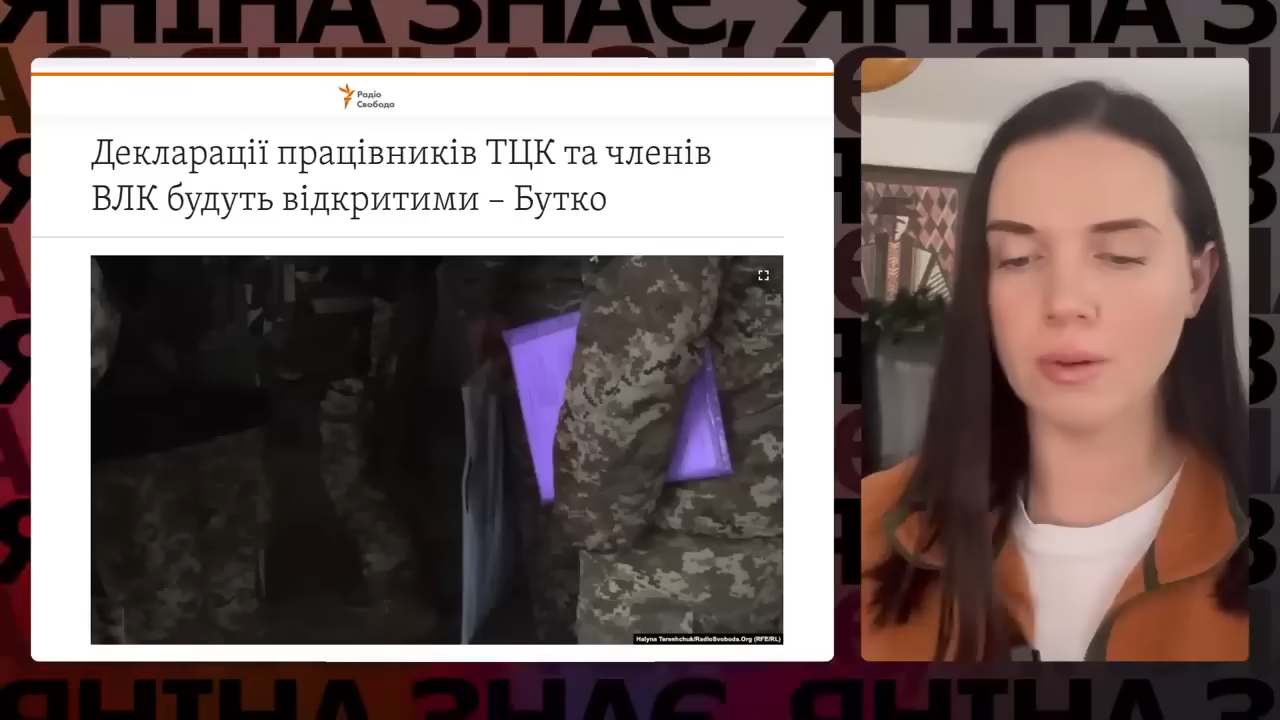 ЯНІНА ЗНАЄ, ЯНІНА З
Радіо
Свобода
Декларації працівників ТЦК та членів
ВЛК будуть відкритими – Бутко
Halyna Tereshchuk/RadioSvoboda.Org (RFE/RL)
ЯНІНА ЗНАЄ, ЯНІНА З